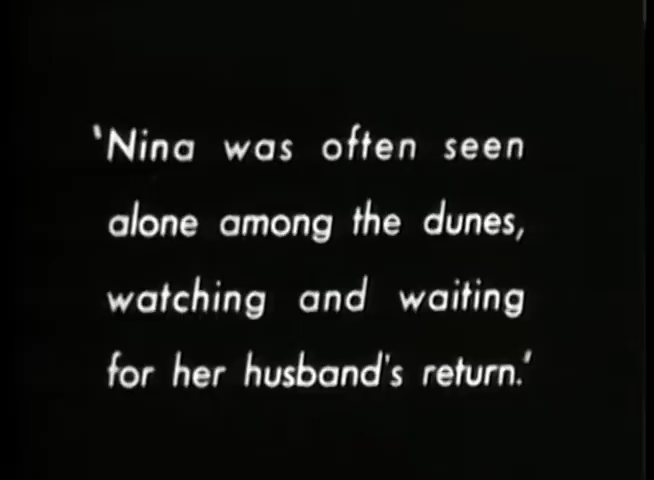 'Nina was often seen
alone among the dunes,
watching and waiting
for her husband's return.'